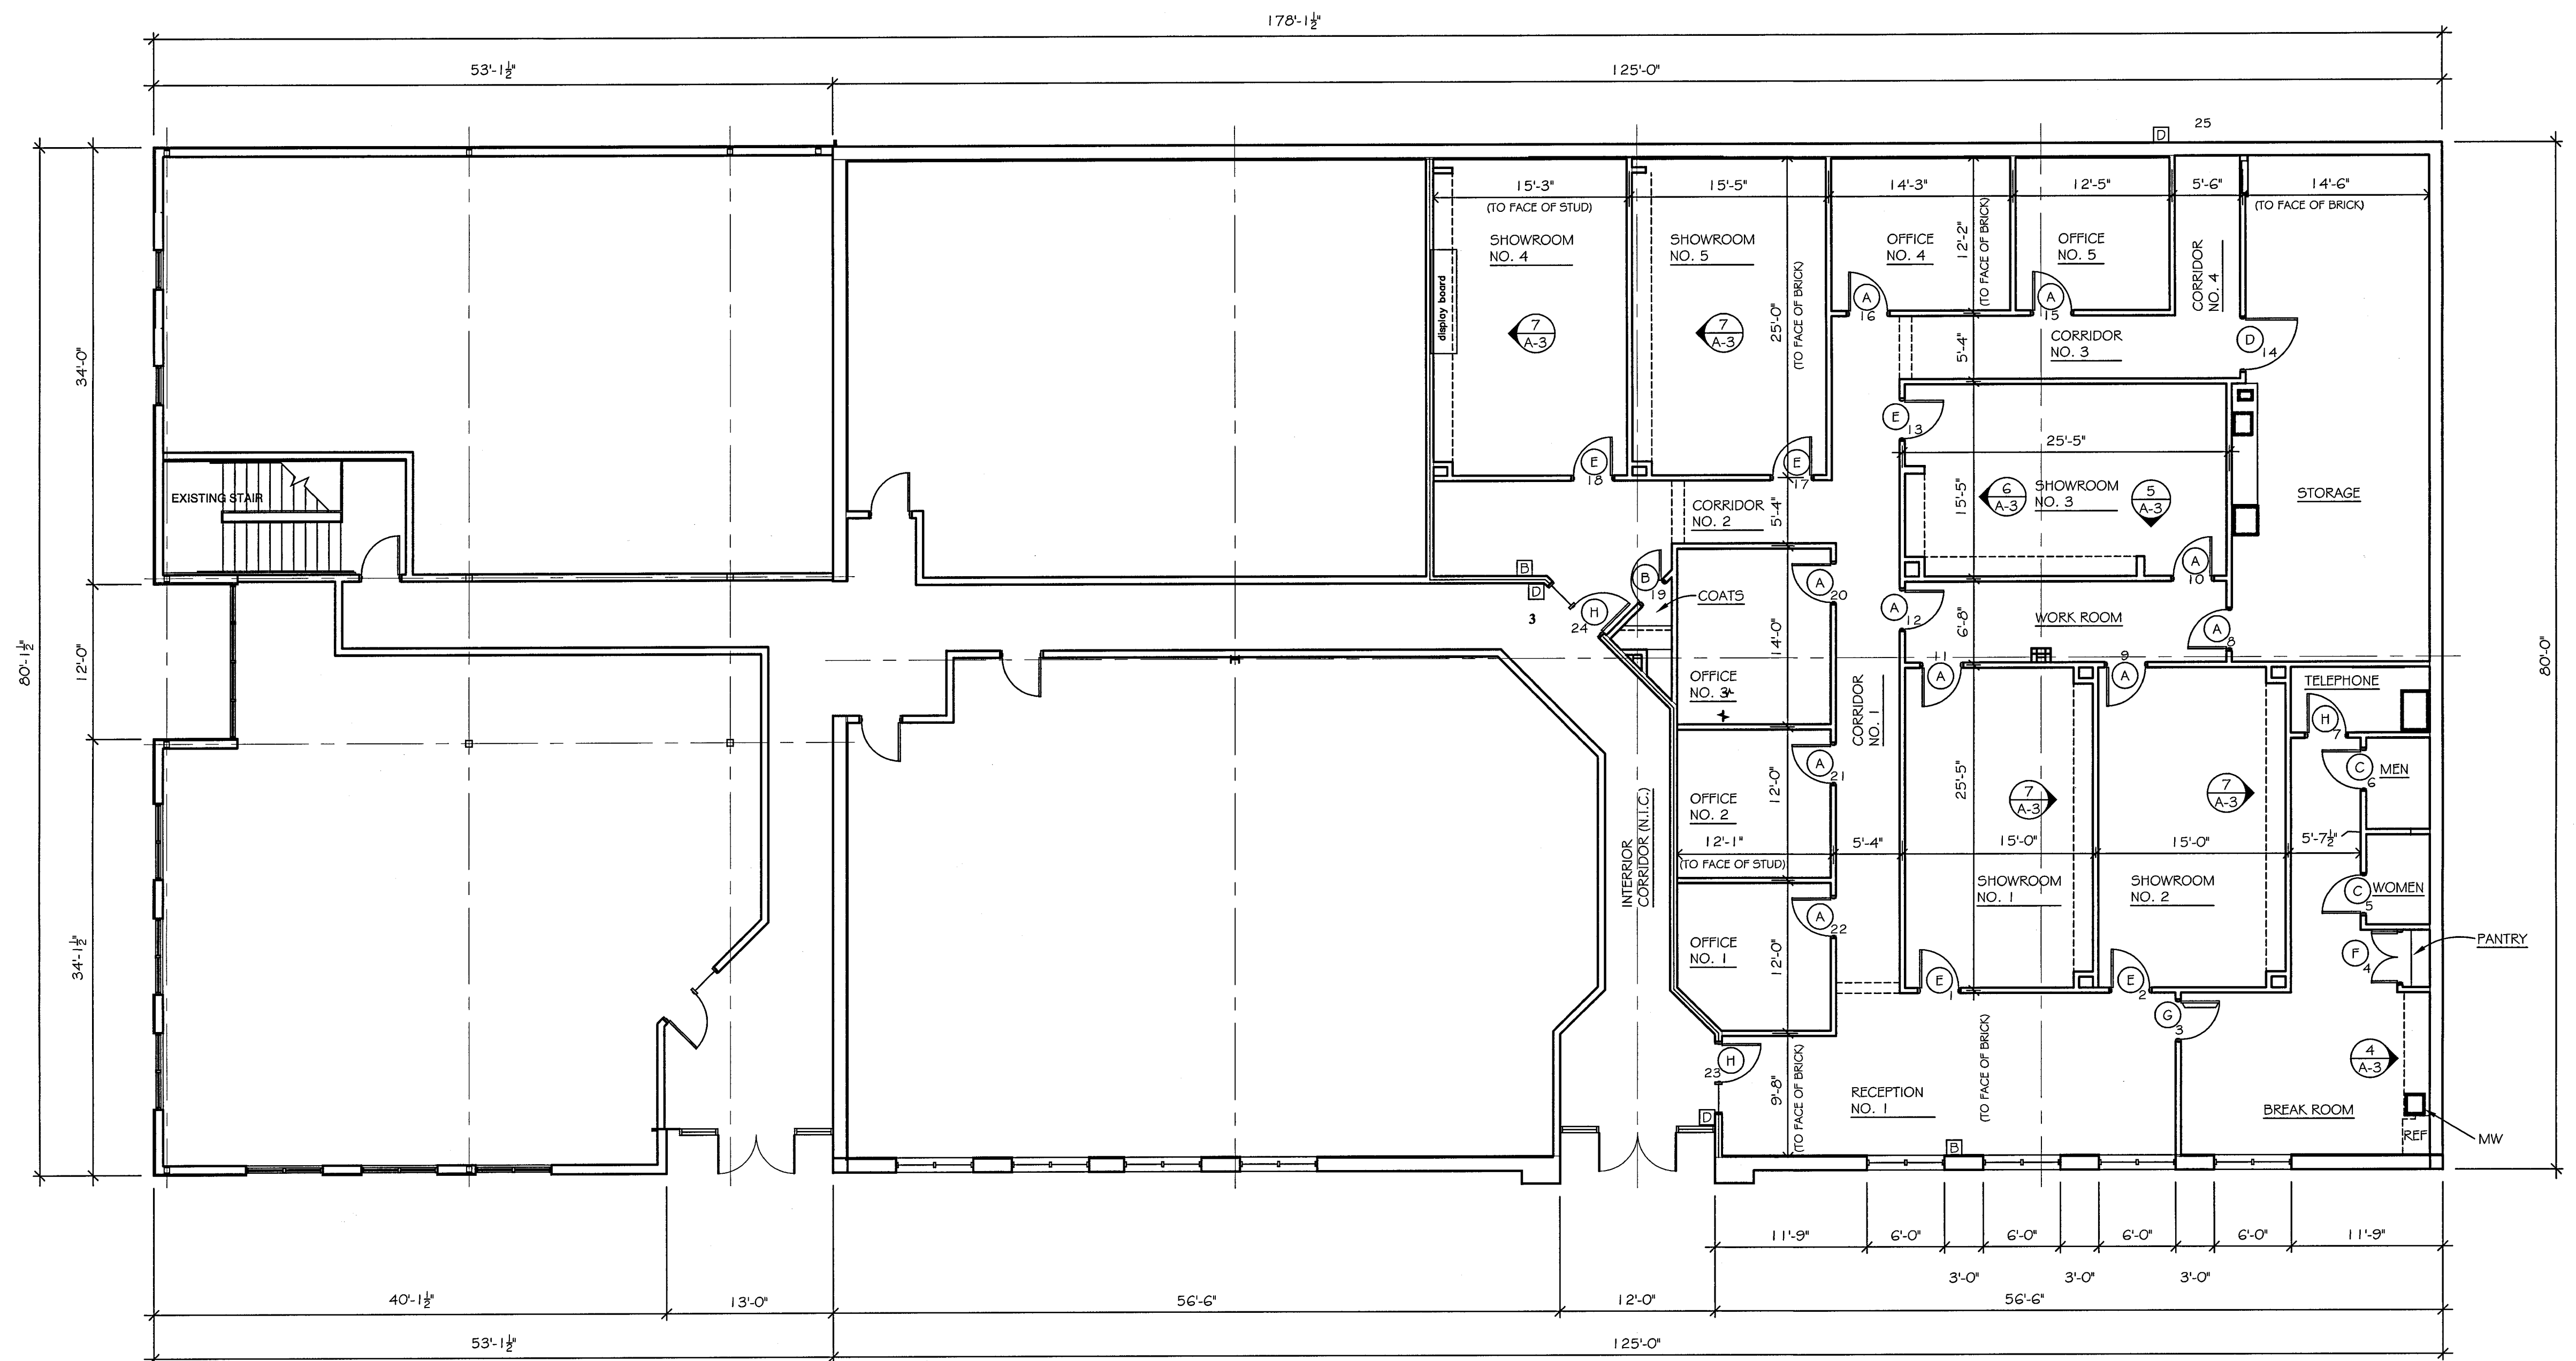 178'-1½"
53'-1½"
125'-0"
D
25
15'-3"
(TO FACE OF STUD)
15'-5"
14'-3"
12'-5"
5'-6"
14'-6"
(TO FACE OF BRICK)
SHOWROOM
NO. 4
SHOWROOM
NO. 5
OFFICE
NO. 4
OFFICE
NO. 5
CORRIDOR
NO. 4
12'-2"
(TO FACE OF BRICK)
25'-0"
(TO FACE OF BRICK)
display board
7
A-3
7
A-3
A
16
A
15
CORRIDOR
NO. 3
5'-4"
D
14
34'-0"
E
13
25'-5"
E
18
E
17
EXISTING STAIR
6
A-3
SHOWROOM
NO. 3
5
A-3
15'-5"
STORAGE
CORRIDOR
NO. 2
5'-4"
A
10
B
D
3
H
24
B
19
COATS
A
20
A
12
WORK ROOM
6'-8"
A
8
80'-1½"
12'-0"
80'-0"
14'-0"
OFFICE
NO. 3
CORRIDOR
NO. 1
11
A
9
A
TELEPHONE
H
7
C
6
MEN
A
21
OFFICE
NO. 2
12'-0"
25'-5"
7
A-3
7
A-3
INTERRIOR
CORRIDOR (N.I.C.)
12'-1"
(TO FACE OF STUD)
5'-4"
15'-0"
15'-0"
5'-7½"
SHOWROOM
NO. 1
SHOWROOM
NO. 2
C
5
WOMEN
A
22
OFFICE
NO. 1
12'-0"
34'-1½"
F
4
PANTRY
E
1
E
2
G
3
H
23
9'-8"
(TO FACE OF BRICK)
(TO FACE OF BRICK)
4
A-3
RECEPTION
NO. 1
BREAK ROOM
D
B
REF
MW
11'-9"
6'-0"
6'-0"
6'-0"
6'-0"
11'-9"
3'-0"
3'-0"
3'-0"
40'-1½"
13'-0"
56'-6"
12'-0"
56'-6"
53'-1½"
125'-0"